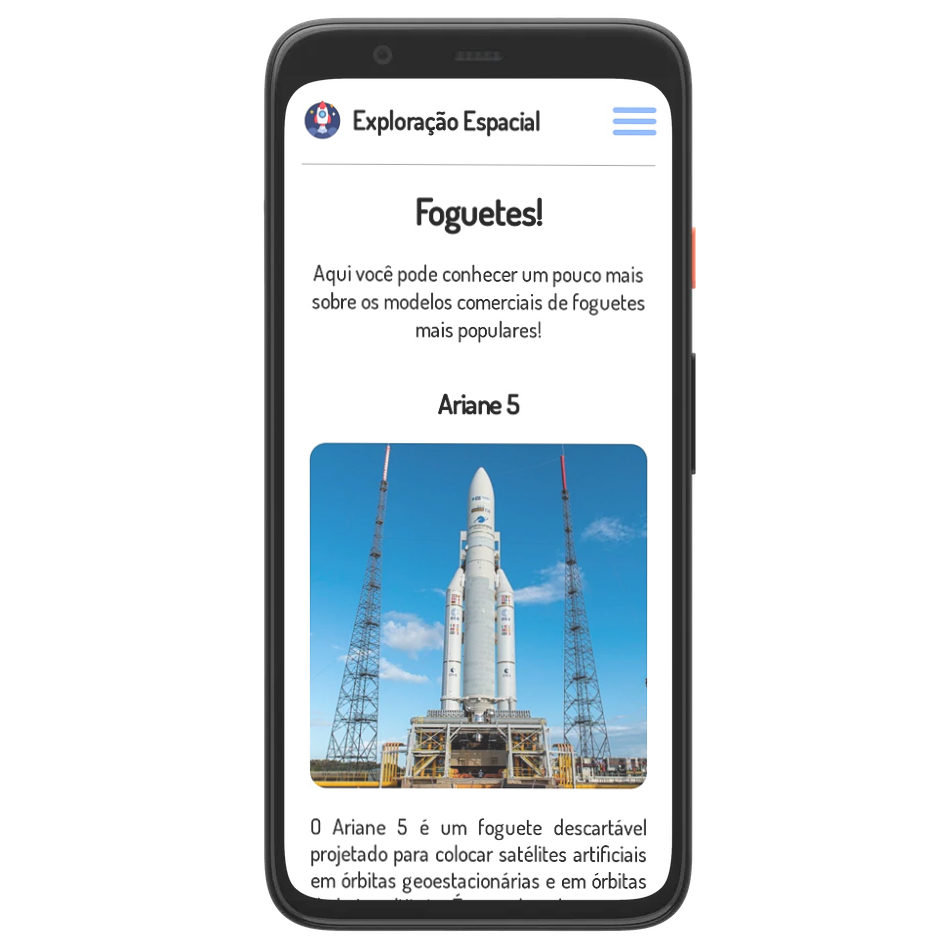 Exploração Espacial
Foguetes!
Aqui você pode conhecer um pouco mais
sobre os modelos comerciais de foguetes
mais populares!
Ariane 5
O Ariane 5 é um foguete descartável
projetado para colocar satélites artificiais
em órbitas geoestacionárias e em órbitas